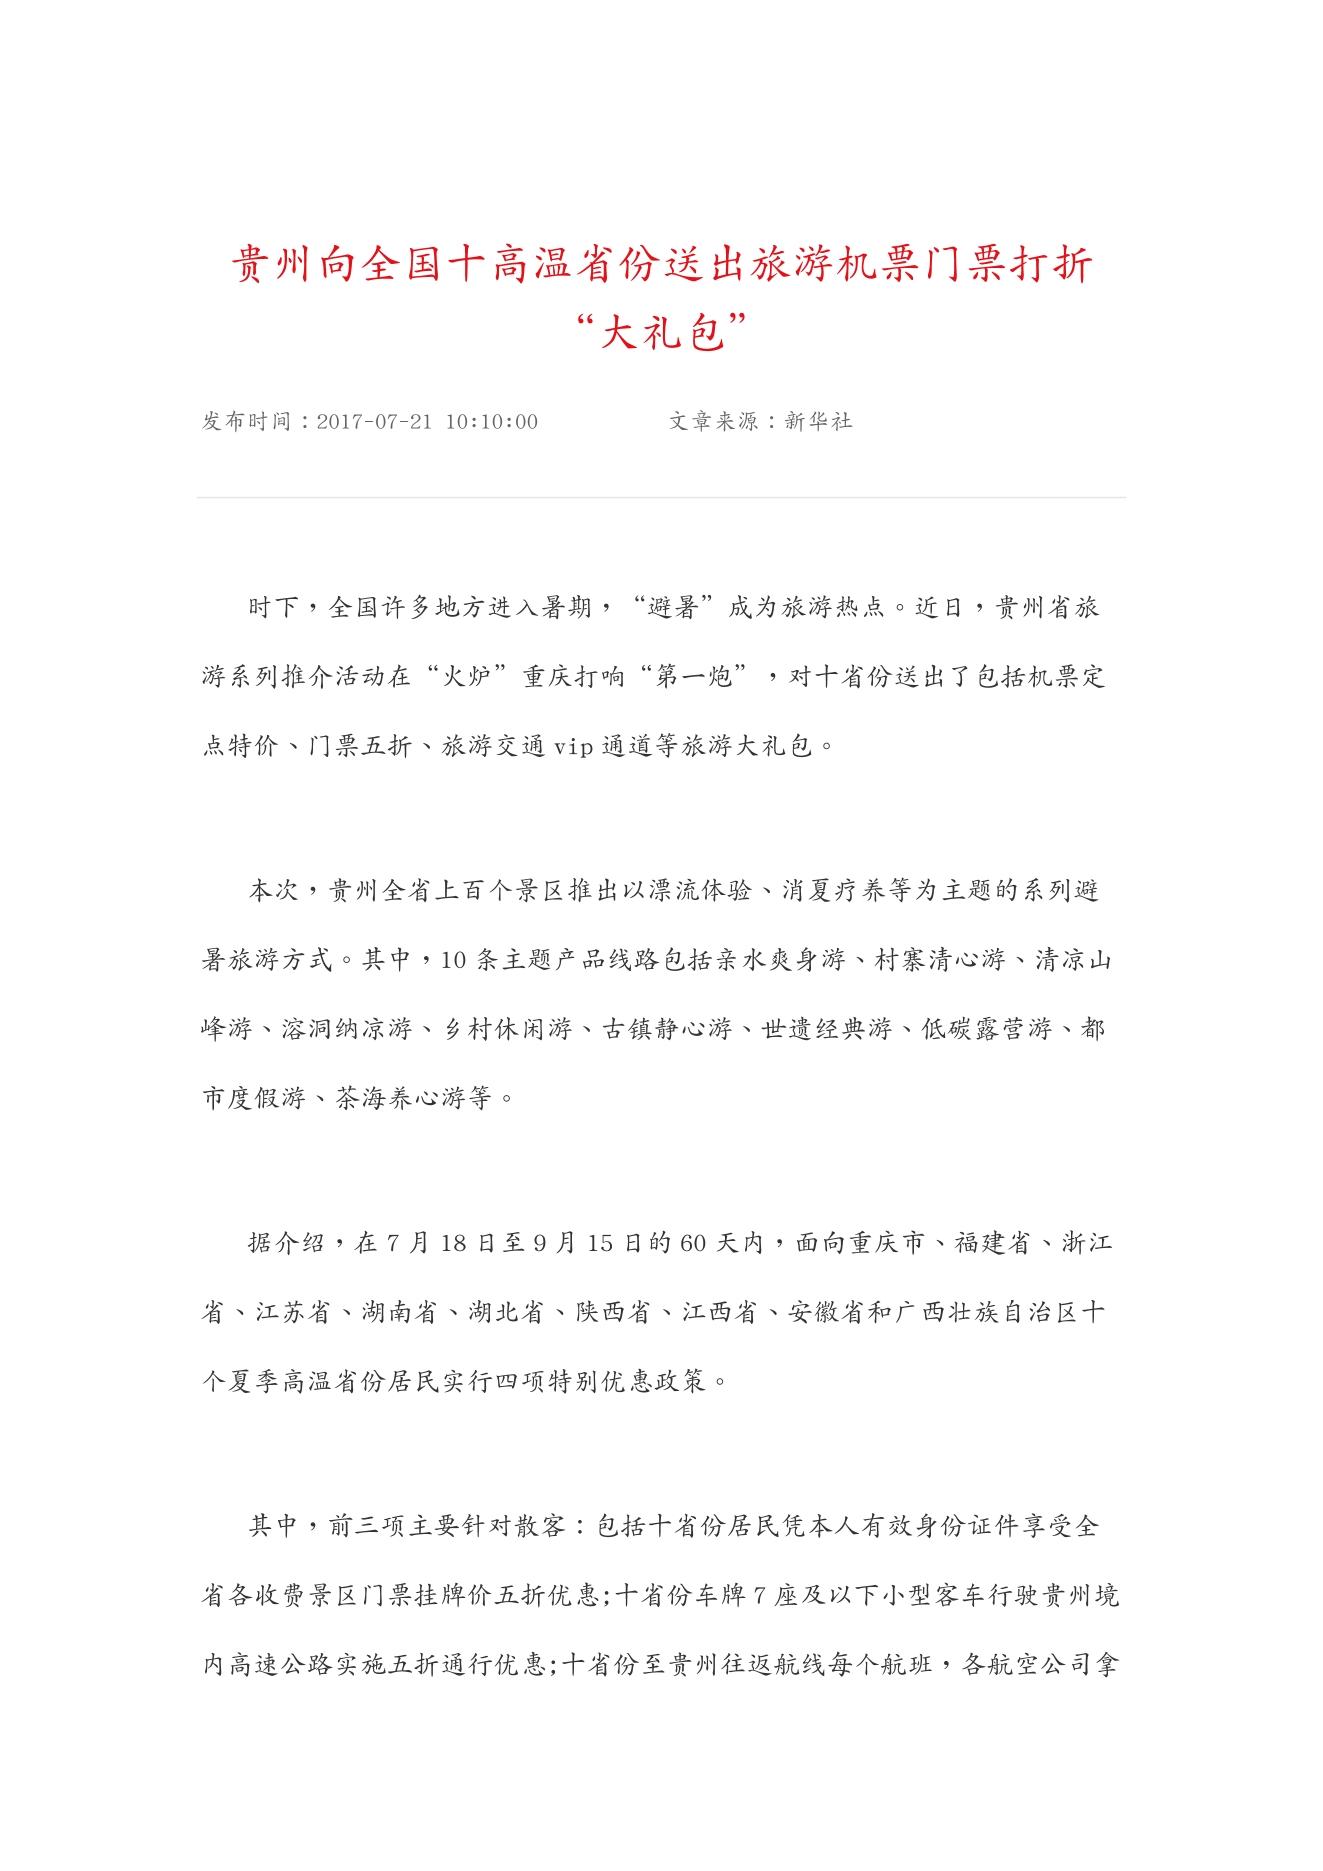 贵州向全国十高温省份送出旅游机票门票打折
“大礼包”
发布时间：2017-07-21 10:10:00 文章来源：新华社
时下，全国许多地方进入暑期，“避暑”成为旅游热点。近日，贵州省旅
游系列推介活动在“火炉”重庆打响“第一炮”，对十省份送出了包括机票定
点特价、门票五折、旅游交通 vip 通道等旅游大礼包。
本次，贵州全省上百个景区推出以漂流体验、消夏疗养等为主题的系列避
暑旅游方式。其中，10 条主题产品线路包括亲水爽身游、村寨清心游、清凉山
峰游、溶洞纳凉游、乡村休闲游、古镇静心游、世遗经典游、低碳露营游、都
市度假游、茶海养心游等。
据介绍，在 7 月 18 日至 9 月 15 日的 60 天内，面向重庆市、福建省、浙江
省、江苏省、湖南省、湖北省、陕西省、江西省、安徽省和广西壮族自治区十
个夏季高温省份居民实行四项特别优惠政策。
其中，前三项主要针对散客：包括十省份居民凭本人有效身份证件享受全
省各收费景区门票挂牌价五折优惠;十省份车牌 7 座及以下小型客车行驶贵州境
内高速公路实施五折通行优惠;十省份至贵州往返航线每个航班，各航空公司拿